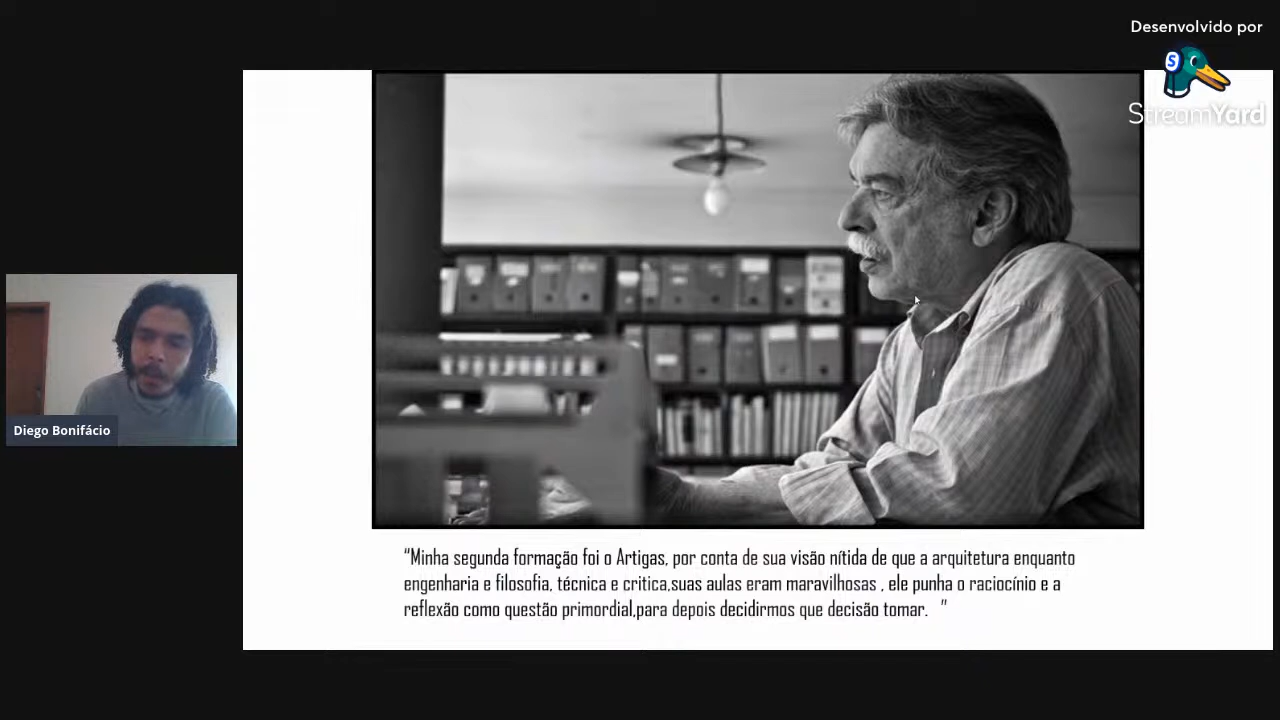 Desenvolvido por
S
StreamYard
Diego Bonifácio
“Minha segunda formação foi o Artigas, por conta de sua visão nítida de que a arquitetura enquanto
engenharia e filosofia, técnica e critica,suas aulas eram maravilhosas , ele punha o raciocínio e a
reflexão como questão primordial,para depois decidirmos que decisão tomar.  ”